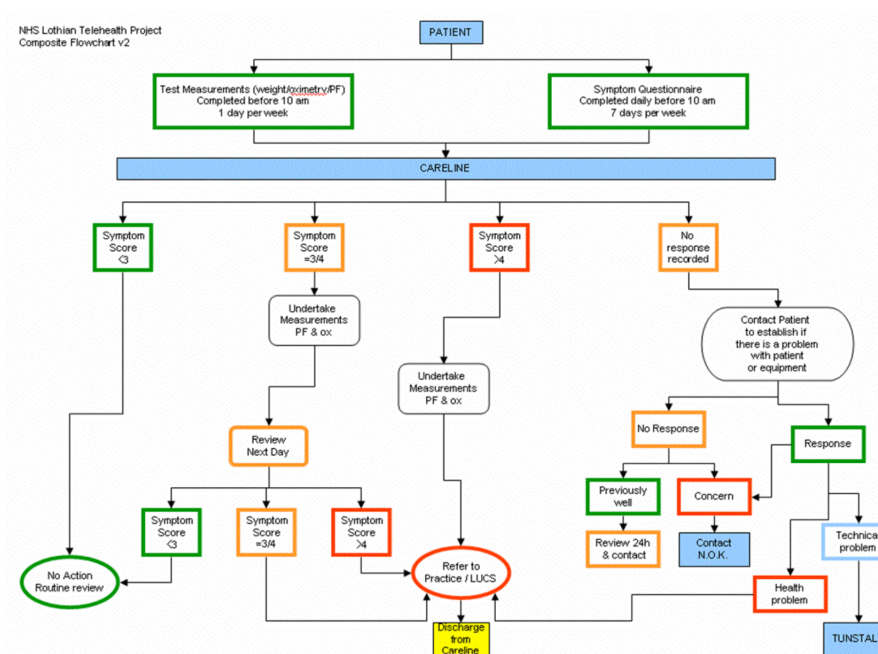 NHS Lothian Telehealth Project
Composite Flowchart v2
PATIENT
Test Measurements (weight/oximetry/PF)
Completed before 10 am
1 day per week
Symptom Questionnaire
Completed daily before 10 am
7 days per week
CARELINE
Symptom
Score
<3
Symptom
Score
=3/4
Symptom
Score
>4
No
response
recorded
Undertake
Measurements
PF & ox
Contact Patient
to establish if
there is a problem
with patient
or equipment
Undertake
Measurements
PF & ox
Review
Next Day
No Response
Response
Previously
well
Concern
Symptom
Score
<3
Symptom
Score
=3/4
Symptom
Score
>4
Review 24h
& contact
Contact
N.O.K.
Technical
problem
No Action
Routine review
Refer to
Practice / LUCS
Health
problem
Discharge
from
Careline
TUNSTAL